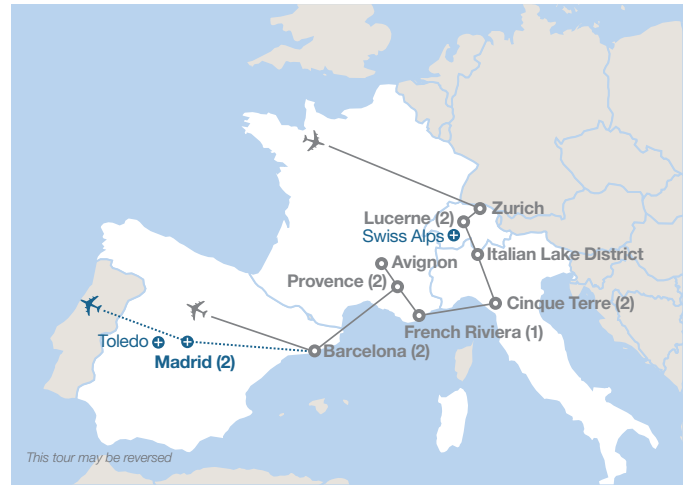 Zurich
Lucerne (2)
Swiss Alps
Italian Lake District
Avignon
Provence (2)
Cinque Terre (2)
French Riviera (1)
Toledo
Madrid (2)
Barcelona (2)
This tour may be reversed